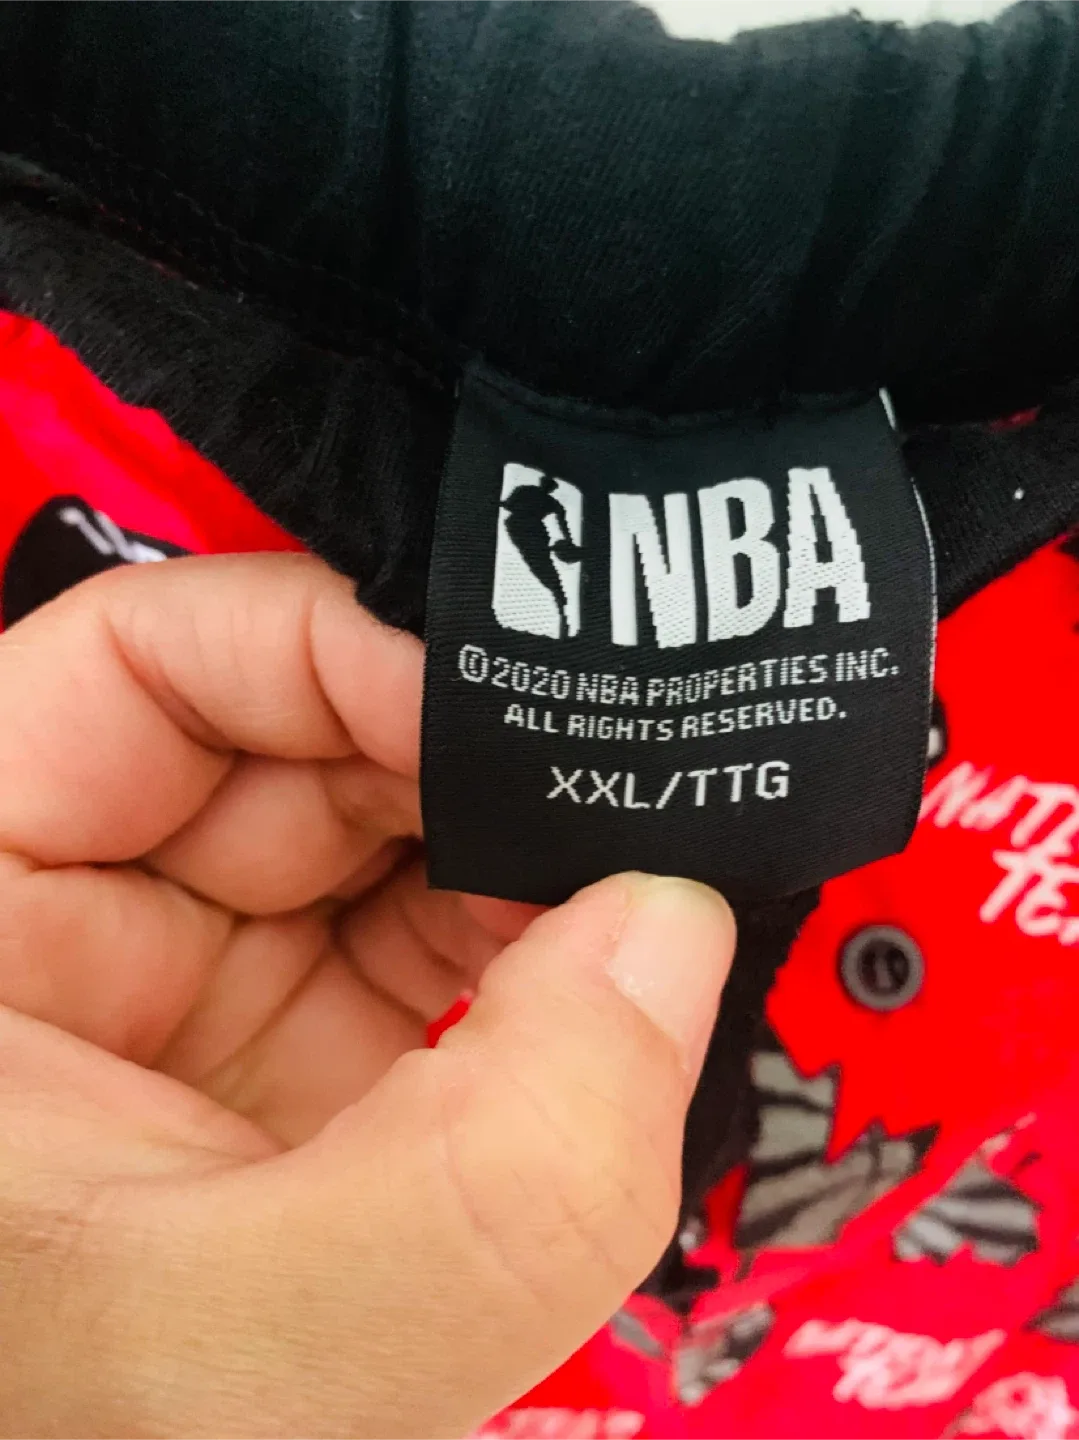 NBA
©2020 NBA PROPERTIES INC.
ALL RIGHTS RESERVED.
XXL/TTG